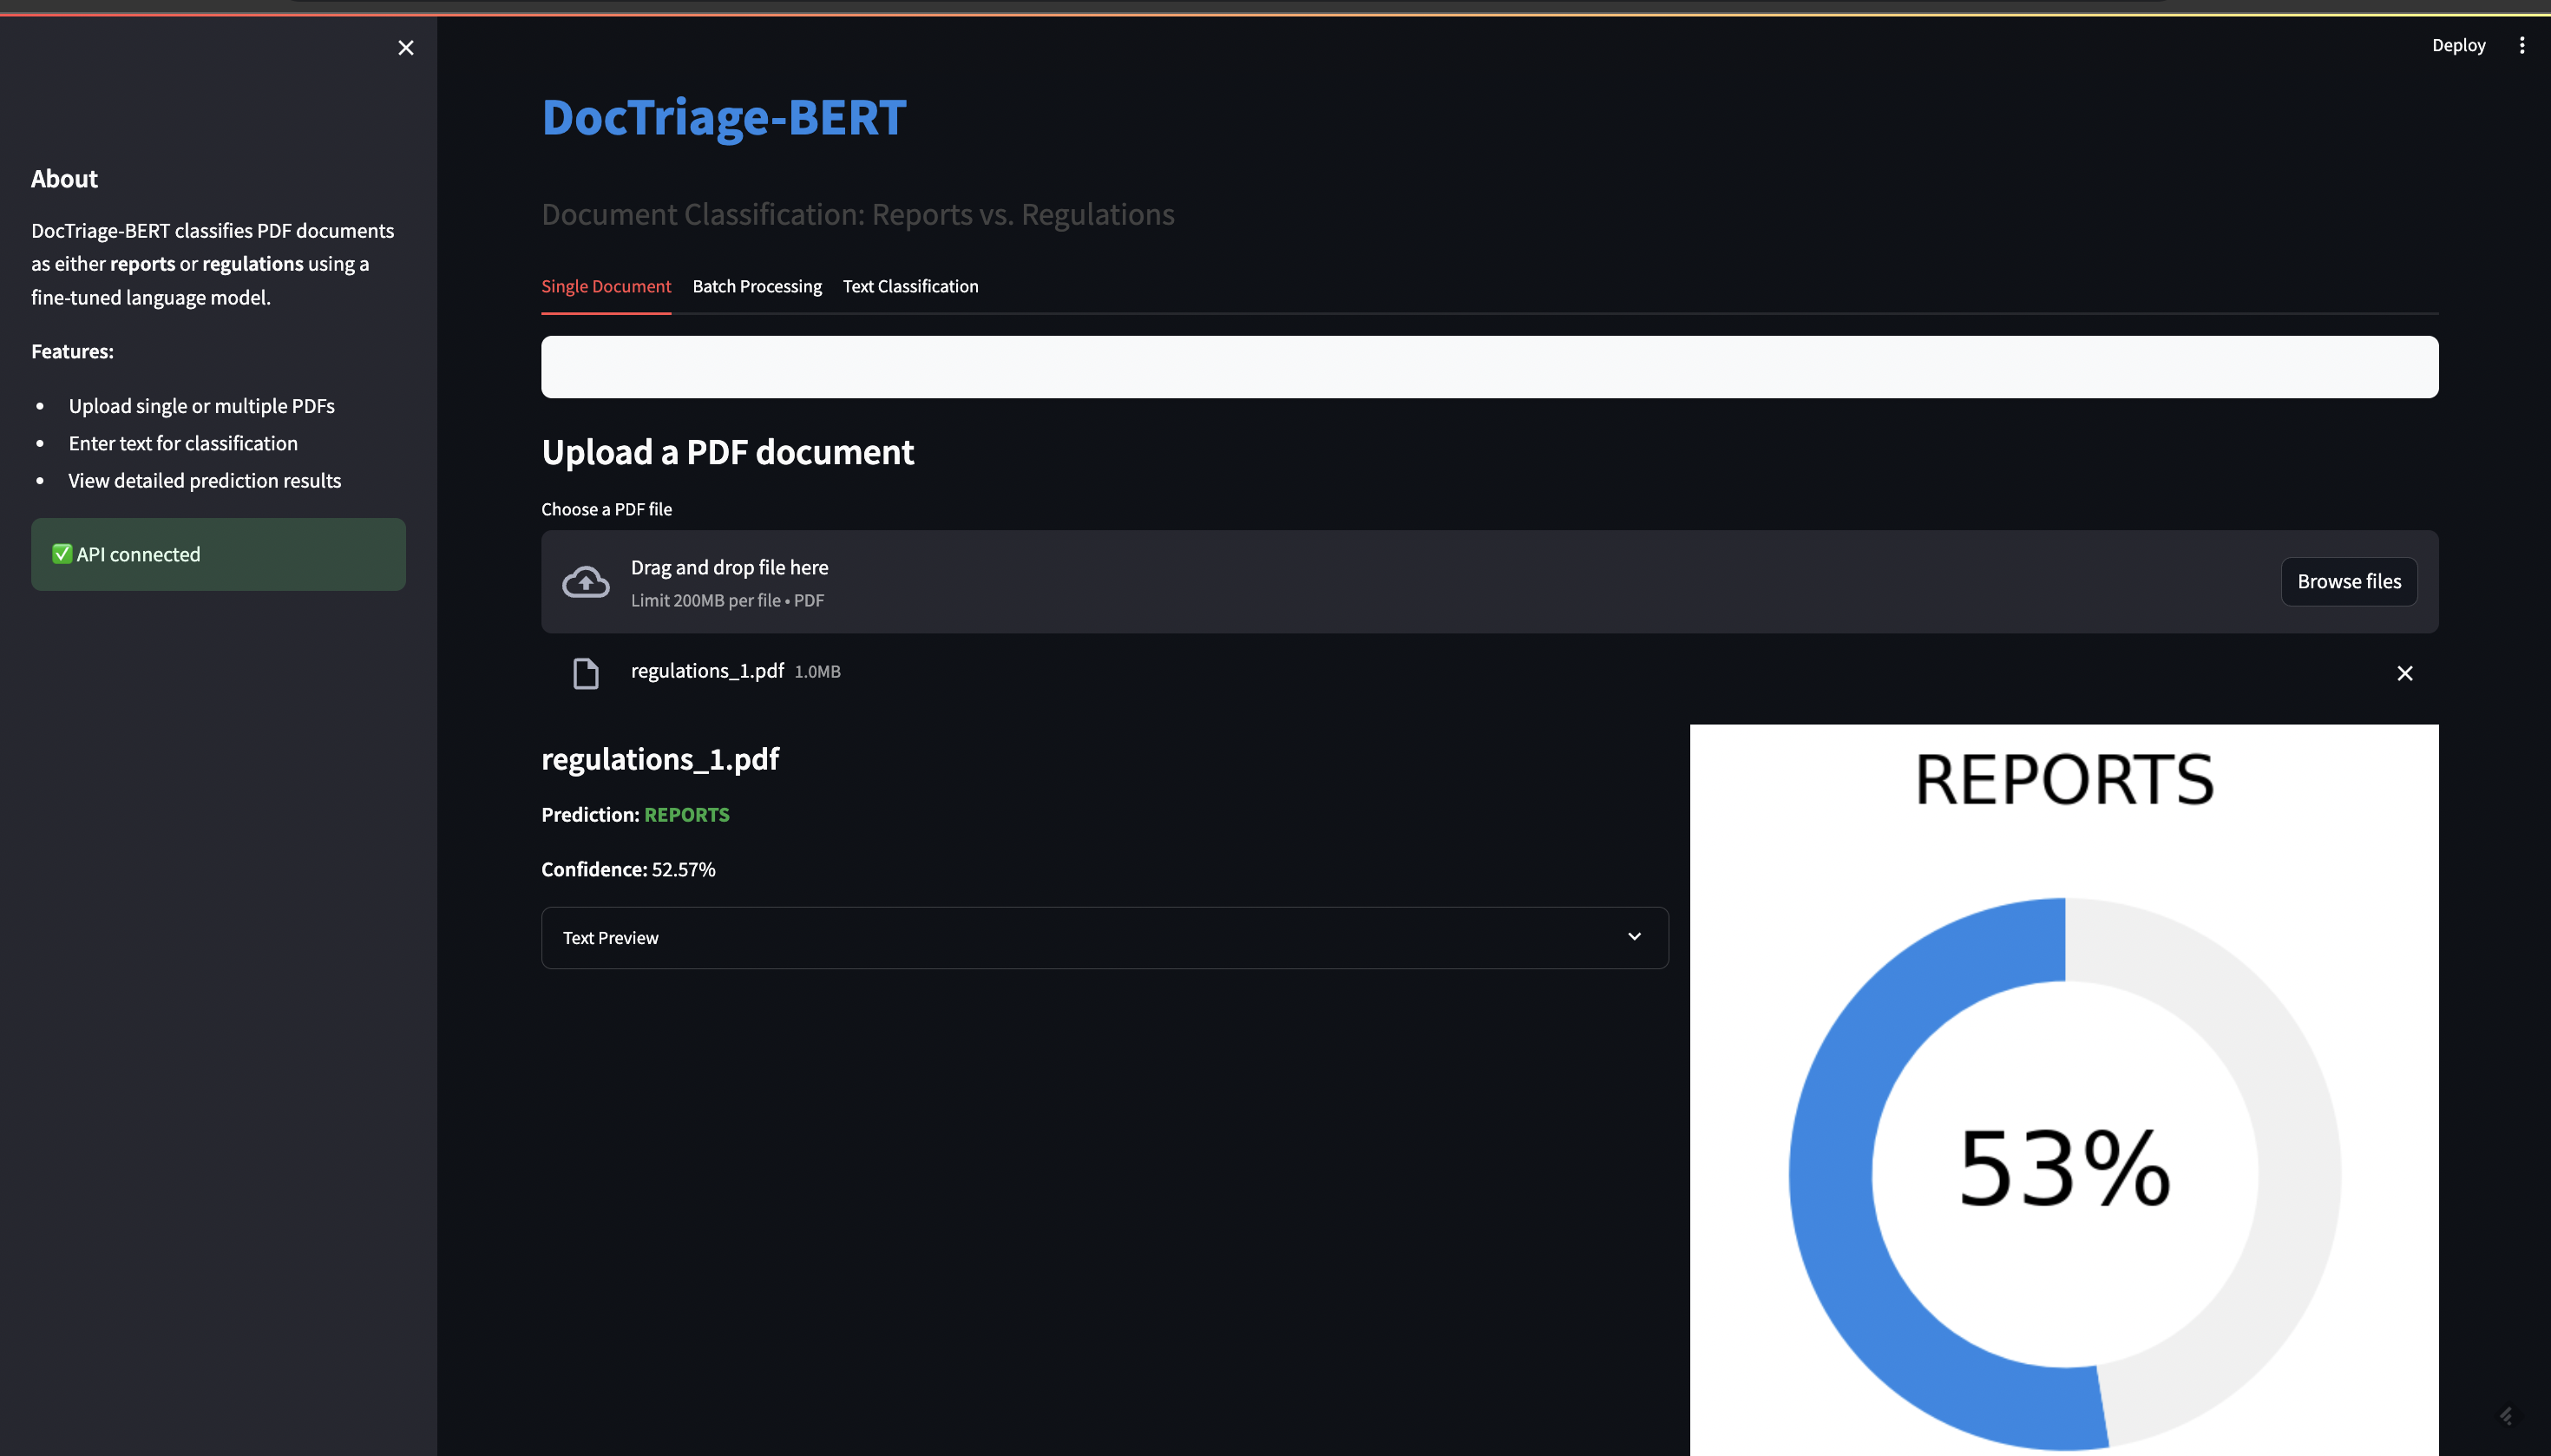 Deploy
About
DocTriage-BERT classifies PDF documents
as either reports or regulations using a
fine-tuned language model.
Features:
• Upload single or multiple PDFs
• Enter text for classification
• View detailed prediction results
✅ API connected
DocTriage-BERT
Document Classification: Reports vs. Regulations
Single Document Batch Processing Text Classification
Upload a PDF document
Choose a PDF file
Drag and drop file here
Limit 200MB per file • PDF
Browse files
regulations_1.pdf 1.0MB
regulations_1.pdf
Prediction: REPORTS
Confidence: 52.57%
Text Preview
REPORTS
53%